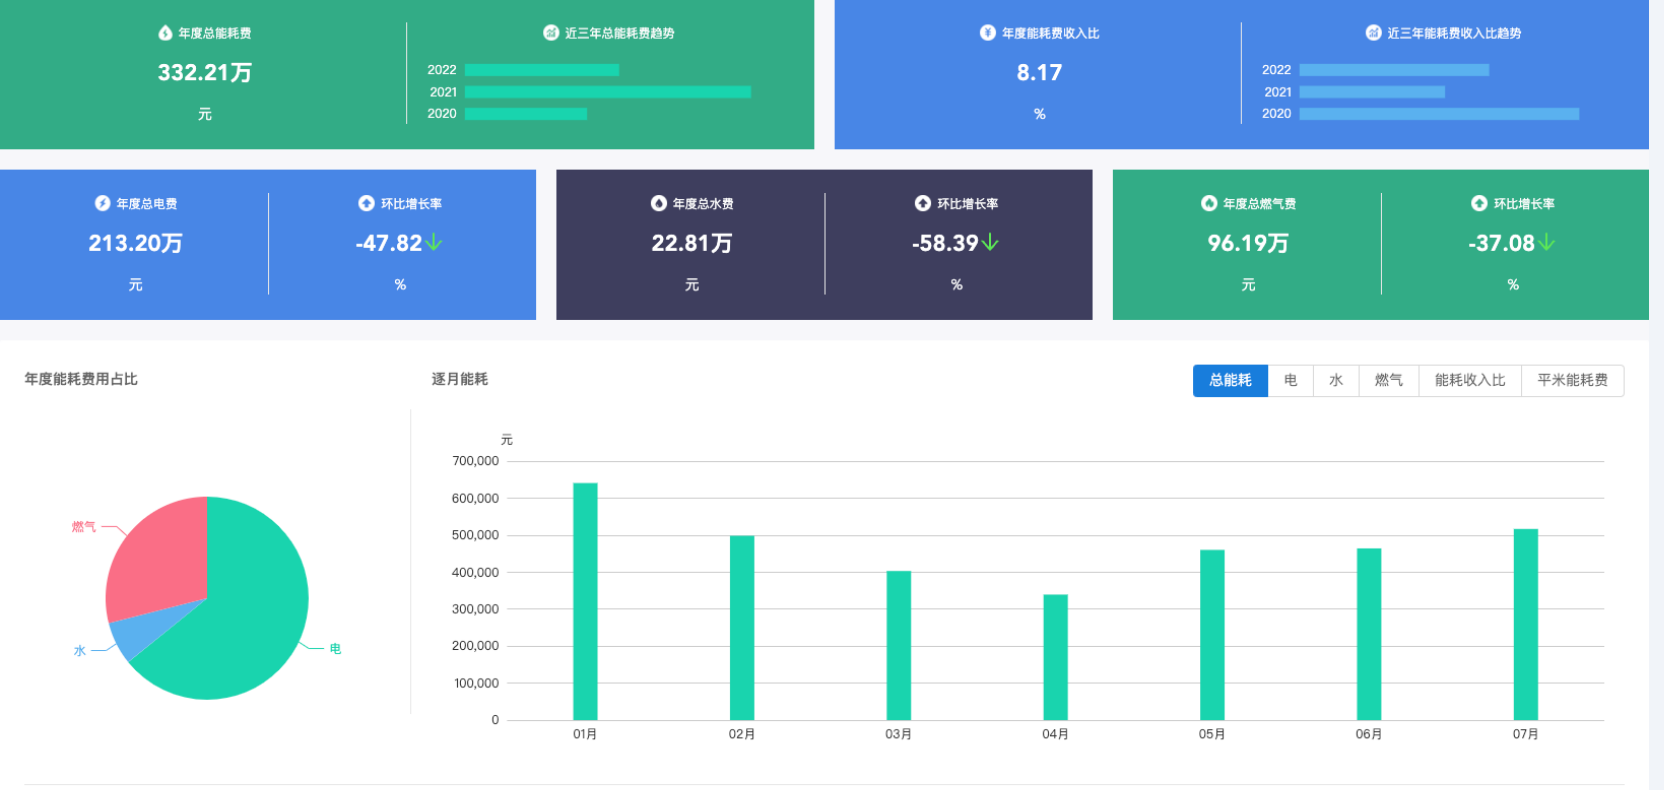 年度总能耗费
332.21万
元
近三年总能耗费趋势
2022
2021
2020
年度能耗费收入比
8.17
%
近三年能耗费收入比趋势
2022
2021
2020
年度总电费
213.20万
元
环比增长率
-47.82
%
年度总水费
22.81万
元
环比增长率
-58.39
%
年度总燃气费
96.19万
元
环比增长率
-37.08
%
年度能耗费用占比
燃气
水
电
逐月能耗
总能耗 电 水 燃气 能耗收入比 平米能耗费
元
700,000
600,000
500,000
400,000
300,000
200,000
100,000
0
01月 02月 03月 04月 05月 06月 07月